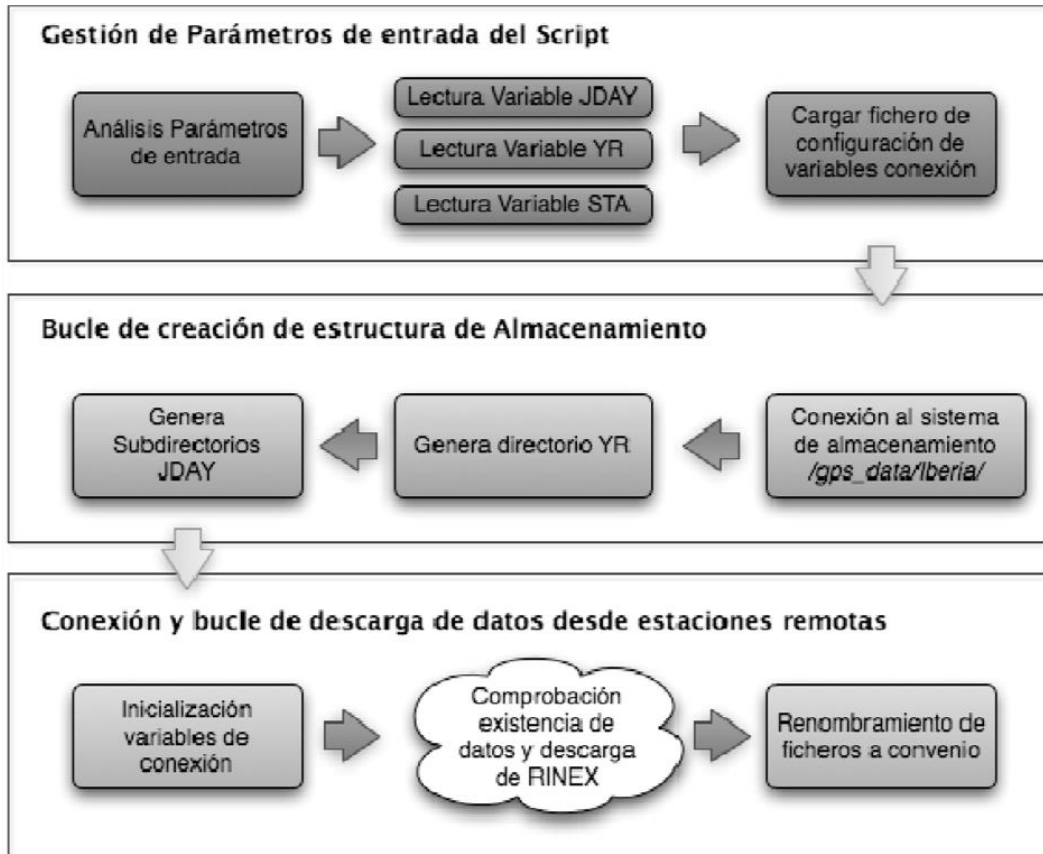 Gestión de Parámetros de entrada del Script
Análisis Parámetros
de entrada
Lectura Variable JDAY
Lectura Variable YR
Lectura Variable STA
Cargar fichero de
configuración de
variables conexión
Bucle de creación de estructura de Almacenamiento
Genera
Subdirectorios
JDAY
Genera directorio YR
Conexión al sistema
de almacenamiento
/gps_data/Iberia/
Conexión y bucle de descarga de datos desde estaciones remotas
Inicialización
variables de
conexión
Comprobación
existencia de
datos y descarga
de RINEX
Renombramiento de
ficheros a convenio